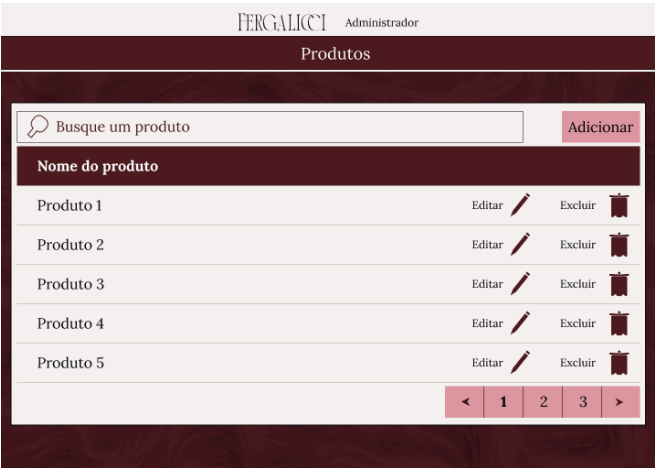 FERGALICCI Administrador
Produtos
Busque um produto Adicionar
Nome do produto
Produto 1 Editar Excluir
Produto 2 Editar Excluir
Produto 3 Editar Excluir
Produto 4 Editar Excluir
Produto 5 Editar Excluir
1 2 3